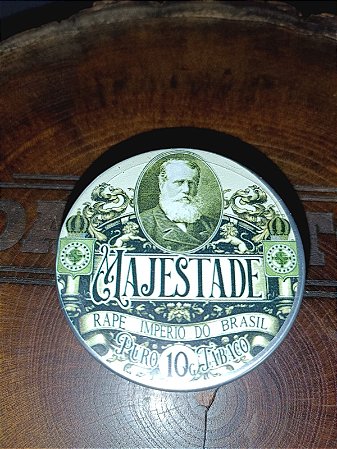 MAJESTADE
RAPE IMPERIO DO BRASIL
PURO 10G TABACO